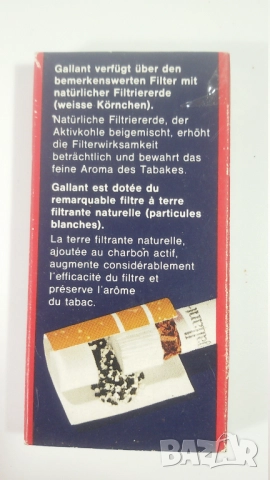 Gallant verfügt über den
bemerkenswerten Filter mit
natürlicher Filtriererde
(weisse Körnchen).
Natürliche Filtriererde, der
Aktivkohle beigemischt, erhöht
die Filterwirksamkeit
beträchtlich und bewahrt das
feine Aroma des Tabakes.
Gallant est dotée du
remarquable filtre à terre
filtrante naturelle (particules
blanches).
La terre filtrante naturelle,
ajoutée au charbon actif,
augmente considérablement
l'efficacité du filtre et
préserve l'arôme
du tabac.
BAZAR